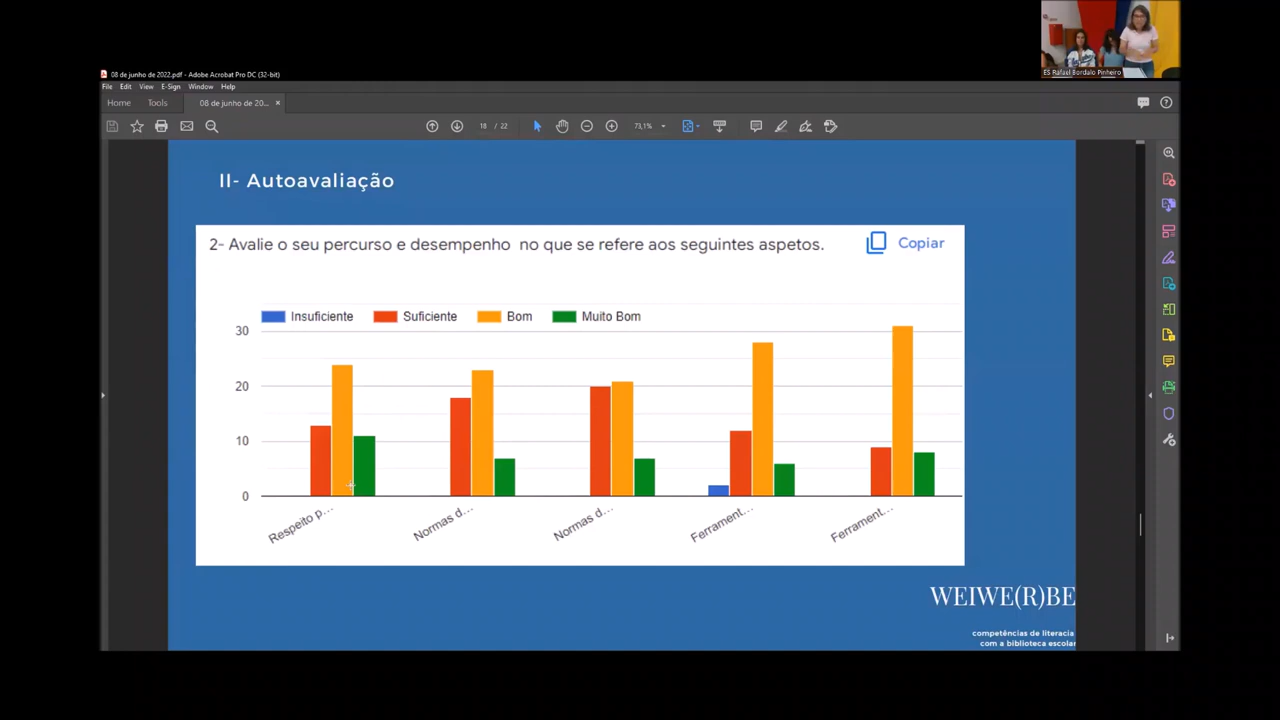 ES Rafael Bordalo Pinheiro
08 de junho de 2022.pdf - Adobe Acrobat Pro DC (32-bit)
File Edit View E-Sign Window Help
Home Tools 08 de junho de 20... ×
18 / 22 73,1%
II- Autoavaliação
2- Avalie o seu percurso e desempenho no que se refere aos seguintes aspetos.
Copiar
Insuficiente Suficiente Bom Muito Bom
30
20
10
0
Respeito p... Normas d... Normas d... Ferrament... Ferrament...
WEIWE(R)BE
competências de literacia
com a biblioteca escolar